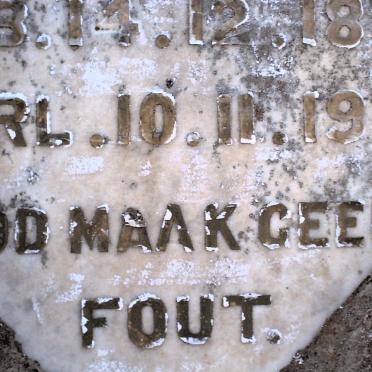 B. 14. 12. 18
RL. 10. 11. 19
OD MAAK GEE
FOUT.